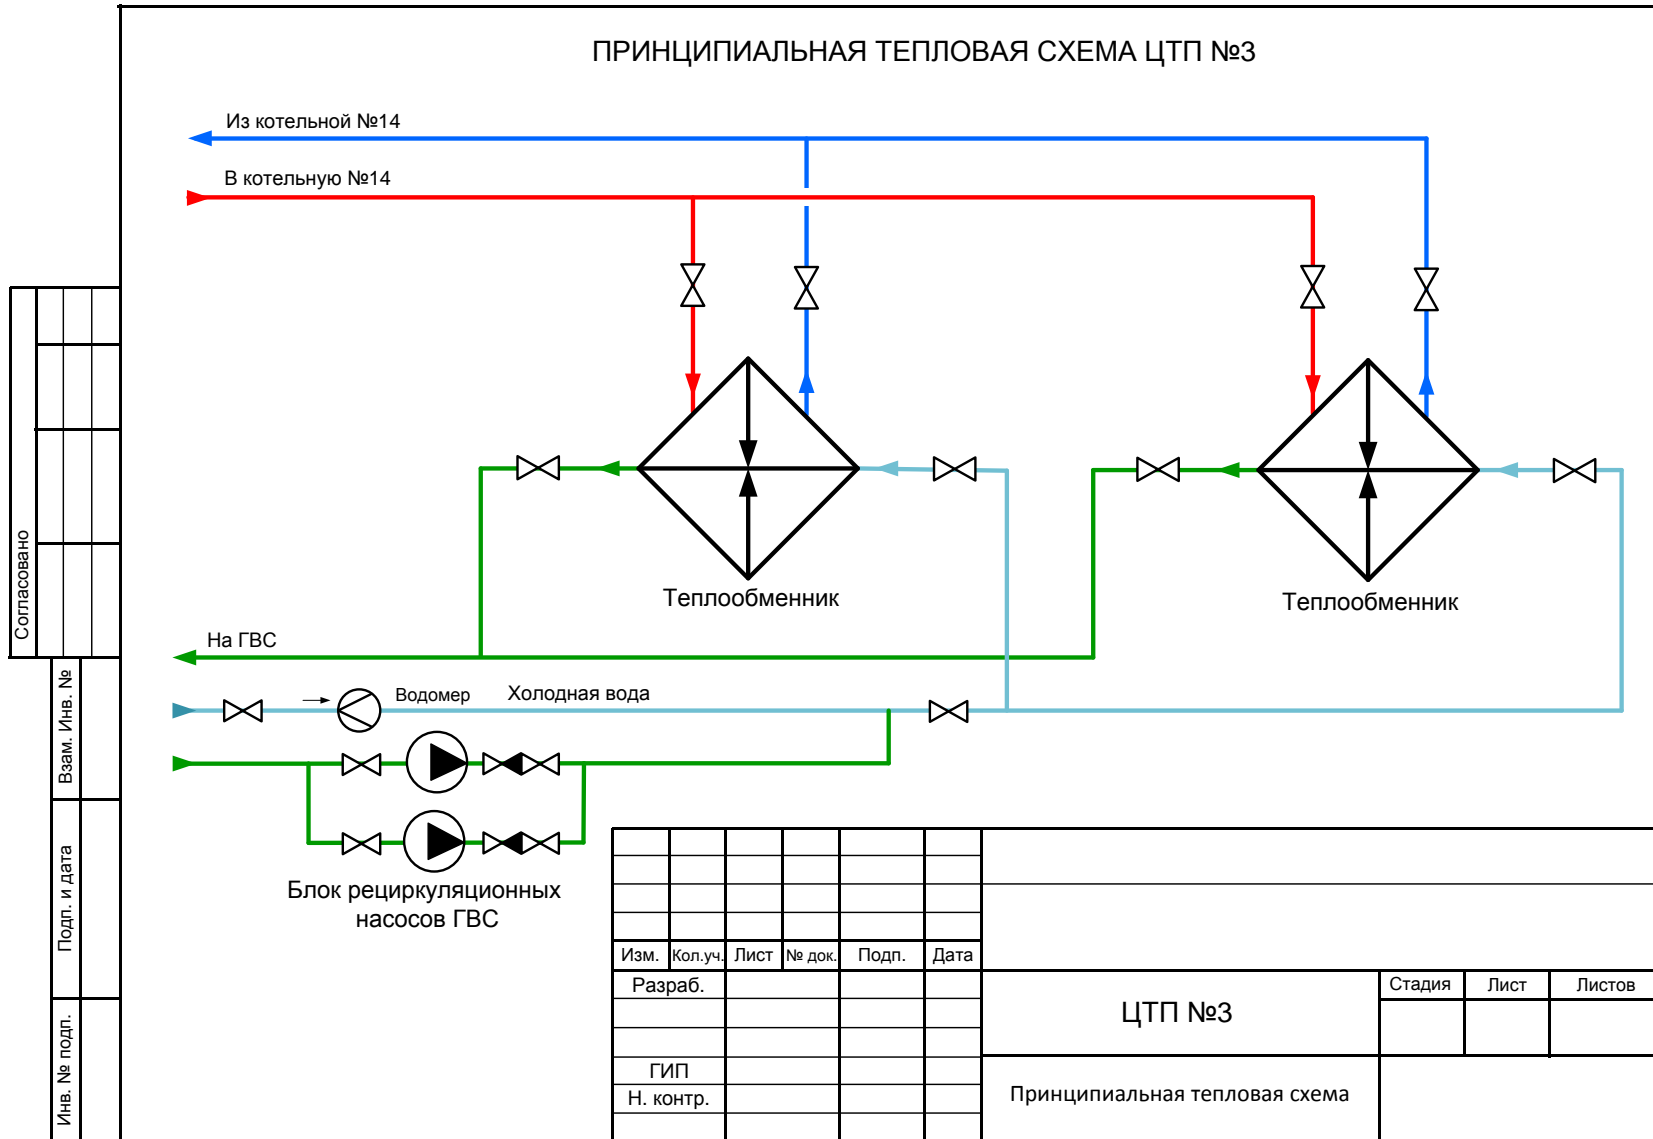 ПРИНЦИПИАЛЬНАЯ ТЕПЛОВАЯ СХЕМА ЦТП №3
Из котельной №14
В котельную №14
Теплообменник
Теплообменник
На ГВС
Водомер
Холодная вода
Блок рециркуляционных
насосов ГВС
Согласовано
Взам. Инв. №
Подп. и дата
Инв. № подп.
Изм. Кол.уч. Лист № док. Подп. Дата
Разраб.
ГИП
Н. контр.
ЦТП №3
Стадия Лист Листов
Принципиальная тепловая схема